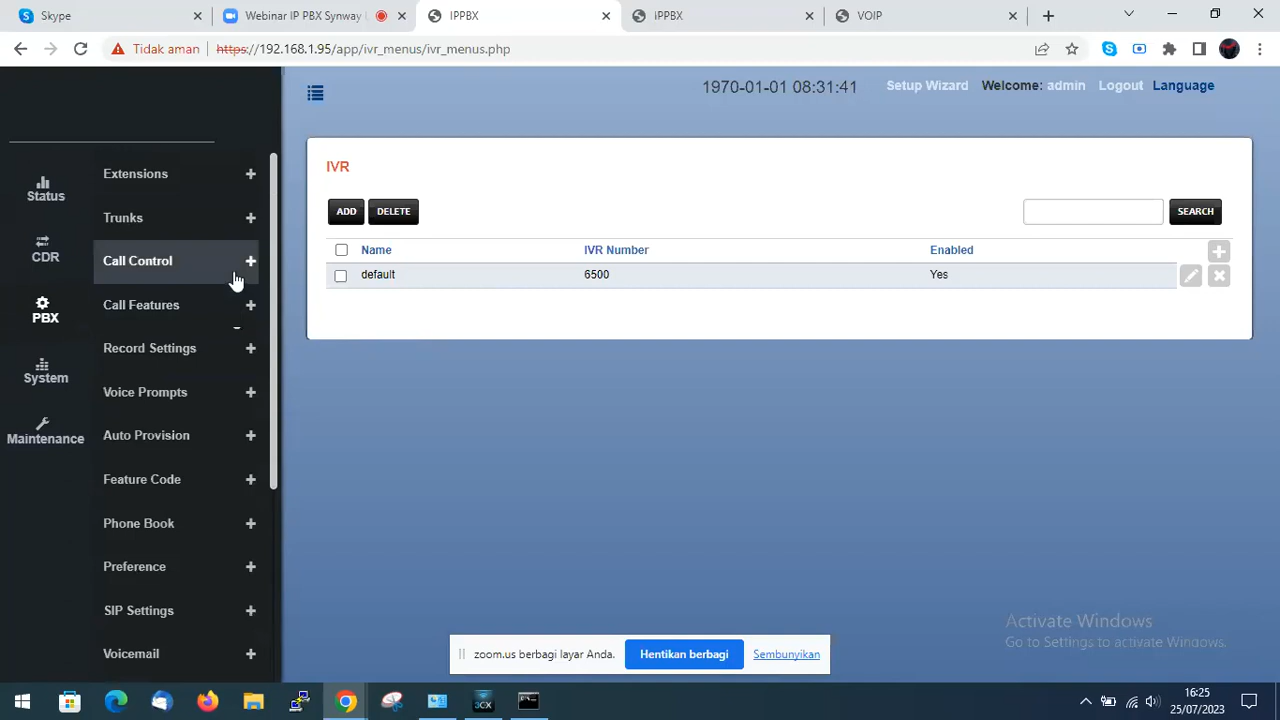 Skype
Webinar IP PBX Synway
IPPBX
IPPBX
VOIP
Tidak aman
https://192.168.1.95/app/ivr_menus/ivr_menus.php
1970-01-01 08:31:41
Setup Wizard
Welcome: admin
Logout
Language
Status
CDR
PBX
System
Maintenance
Extensions
Trunks
Call Control
Call Features
Record Settings
Voice Prompts
Auto Provision
Feature Code
Phone Book
Preference
SIP Settings
Voicemail
IVR
ADD
DELETE
SEARCH
Name IVR Number Enabled
default 6500 Yes
Activate Windows
Go to Settings to activate Windows.
zoom.us berbagi layar Anda.
Hentikan berbagi
Sembunyikan
3CX
16:25
25/07/2023